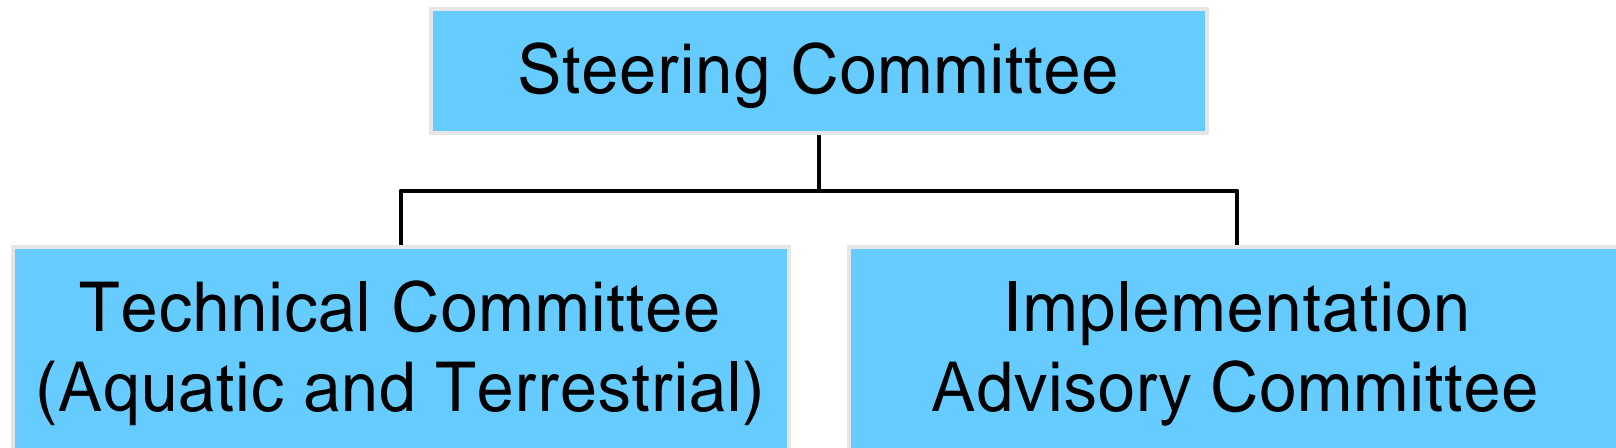 Steering Committee
Technical Committee
(Aquatic and Terrestrial)
Implementation
Advisory Committee